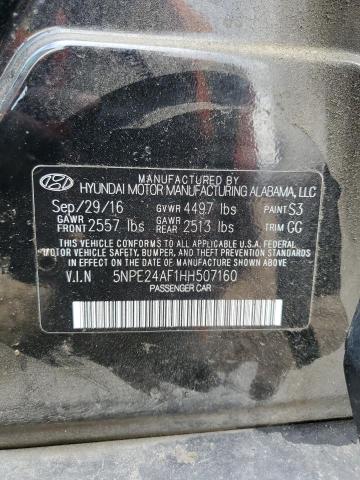 MANUFACTURED BY
HYUNDAI MOTOR MANUFACTURING ALABAMA, LLC
Sep/29/16 GVWR 4497 lbs PAINT S3
GAWR FRONT 2557 lbs GAWR REAR 2513 lbs TRIM GG
THIS VEHICLE CONFORMS TO ALL APPLICABLE U.S.A. FEDERAL
MOTOR VEHICLE SAFETY, BUMPER, AND THEFT PREVENTION
STANDARDS IN EFFECT ON THE DATE OF MANUFACTURE SHOWN ABOVE.
V.I.N 5NPE24AF1HH507160
PASSENGER CAR